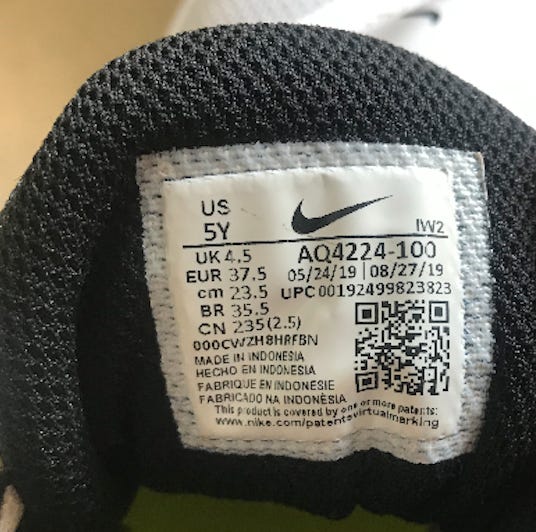 US
5Y
IW2
UK 4.5
AQ4224-100
EUR 37.5
05/24/19 | 08/27/19
cm 23.5
UPC 00192499823823
BR 35.5
CN 235(2.5)
000CWZH8HRFBN
MADE IN INDONESIA
HECHO EN INDONESIA
FABRIQUE EN INDONESIE
FABRICADO NA INDONÈSIA
This product is covered by one or more patents:
www.nike.com/patentsvirtualmarking